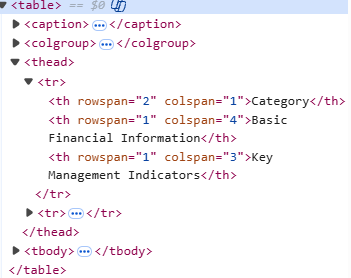 <table> == $0
<caption> … </caption>
<colgroup> … </colgroup>
<thead>
<tr>
<th rowspan="2" colspan="1">Category</th>
<th rowspan="1" colspan="4">Basic
Financial Information</th>
<th rowspan="1" colspan="3">Key
Management Indicators</th>
</tr>
<tr> … </tr>
</thead>
<tbody> … </tbody>
</table>